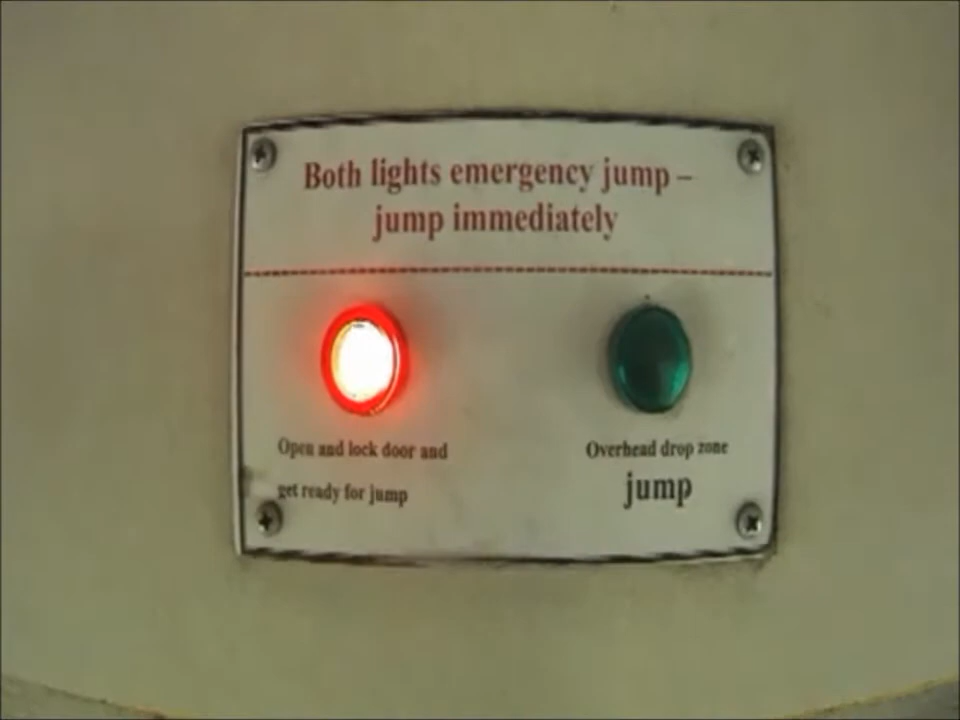 Both lights emergency jump –
jump immediately
Open and lock door and
get ready for jump
Overhead drop zone
jump